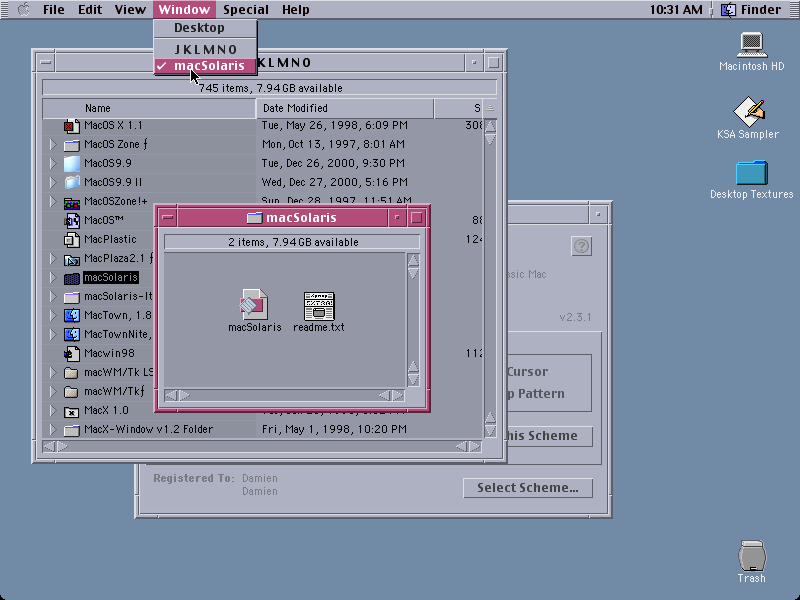 File Edit View Window Special Help 10:31 AM Finder
Desktop
JKLMNO
✓ macSolaris
KLMNO
745 items, 7.94 GB available
Name Date Modified S
MacOS X 1.1 Tue, May 26, 1998, 6:09 PM 308
MacOS Zone ƒ Mon, Oct 13, 1997, 8:01 AM
MacOS9.9 Tue, Dec 26, 2000, 9:30 PM
MacOS9.9 II Wed, Dec 27, 2000, 5:16 PM
MacOSZone!+ Sun, Dec 28, 1997, 11:51 AM
MacOS™ 88
MacPlastic 124
MacPlaza2.1 ƒ
macSolaris
macSolaris-It
MacTown, 1.8
MacTownNite,
Macwin98 112
macWM/Tk LS
macWM/Tkƒ
MacX 1.0
MacX-Window v1.2 Folder Fri, May 1, 1998, 10:20 PM
macSolaris
2 items, 7.94 GB available
macSolaris
readme.txt
?
asic Mac
v2.3.1
Cursor
p Pattern
his Scheme
Registered To: Damien
Damien
Select Scheme...
Macintosh HD
KSA Sampler
Desktop Textures
Trash